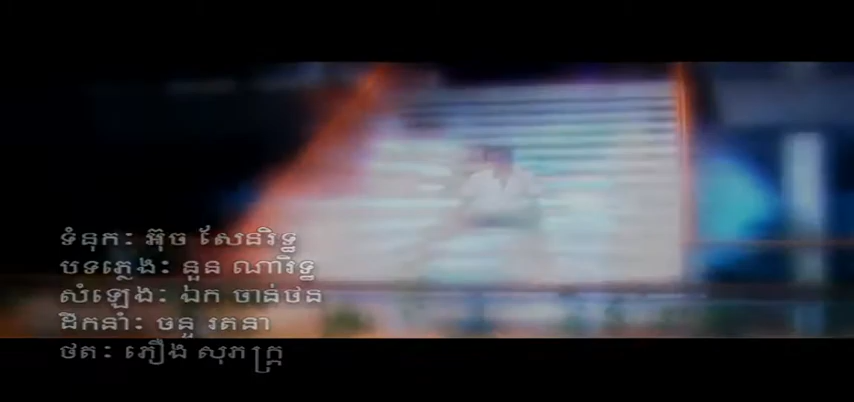 ទំនុកៈ អ៊ុច សែនរិទ្ធ
បទភ្លេងៈ នួន ណារិទ្ធ
សំឡេងៈ ឯក ចាន់ថន
ដឹកនាំៈ ចន្ធូ រតនា
ថតៈ ភឿង សុភក្ត្រ